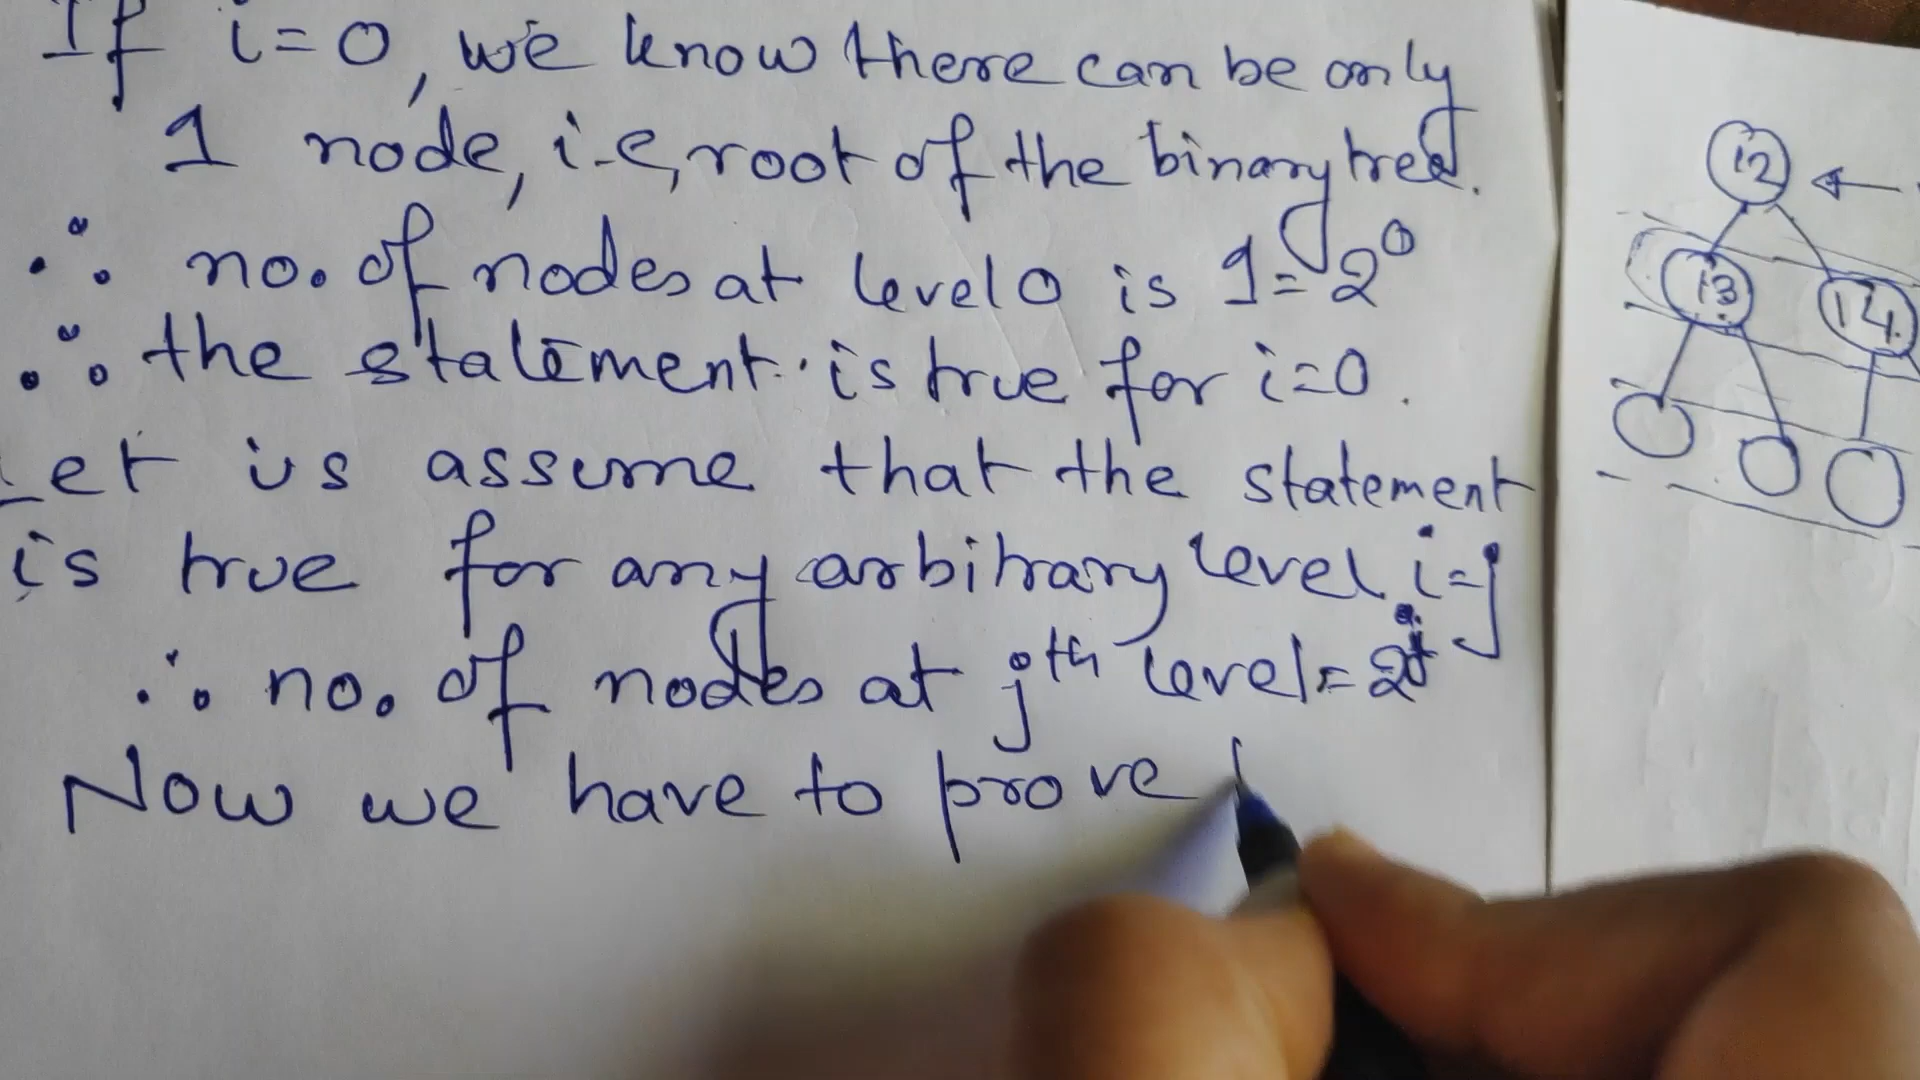 If i=0, we know there can be only
1 node, i.e, root of the binary tree.
∴ no. of nodes at level 0 is 1=2⁰
∴ the statement is true for i=0.
Let us assume that the statement
is true for any arbitrary level i=j
∴ no. of nodes at jᵗʰ level=2ʲ
Now we have to prove
12
13
14